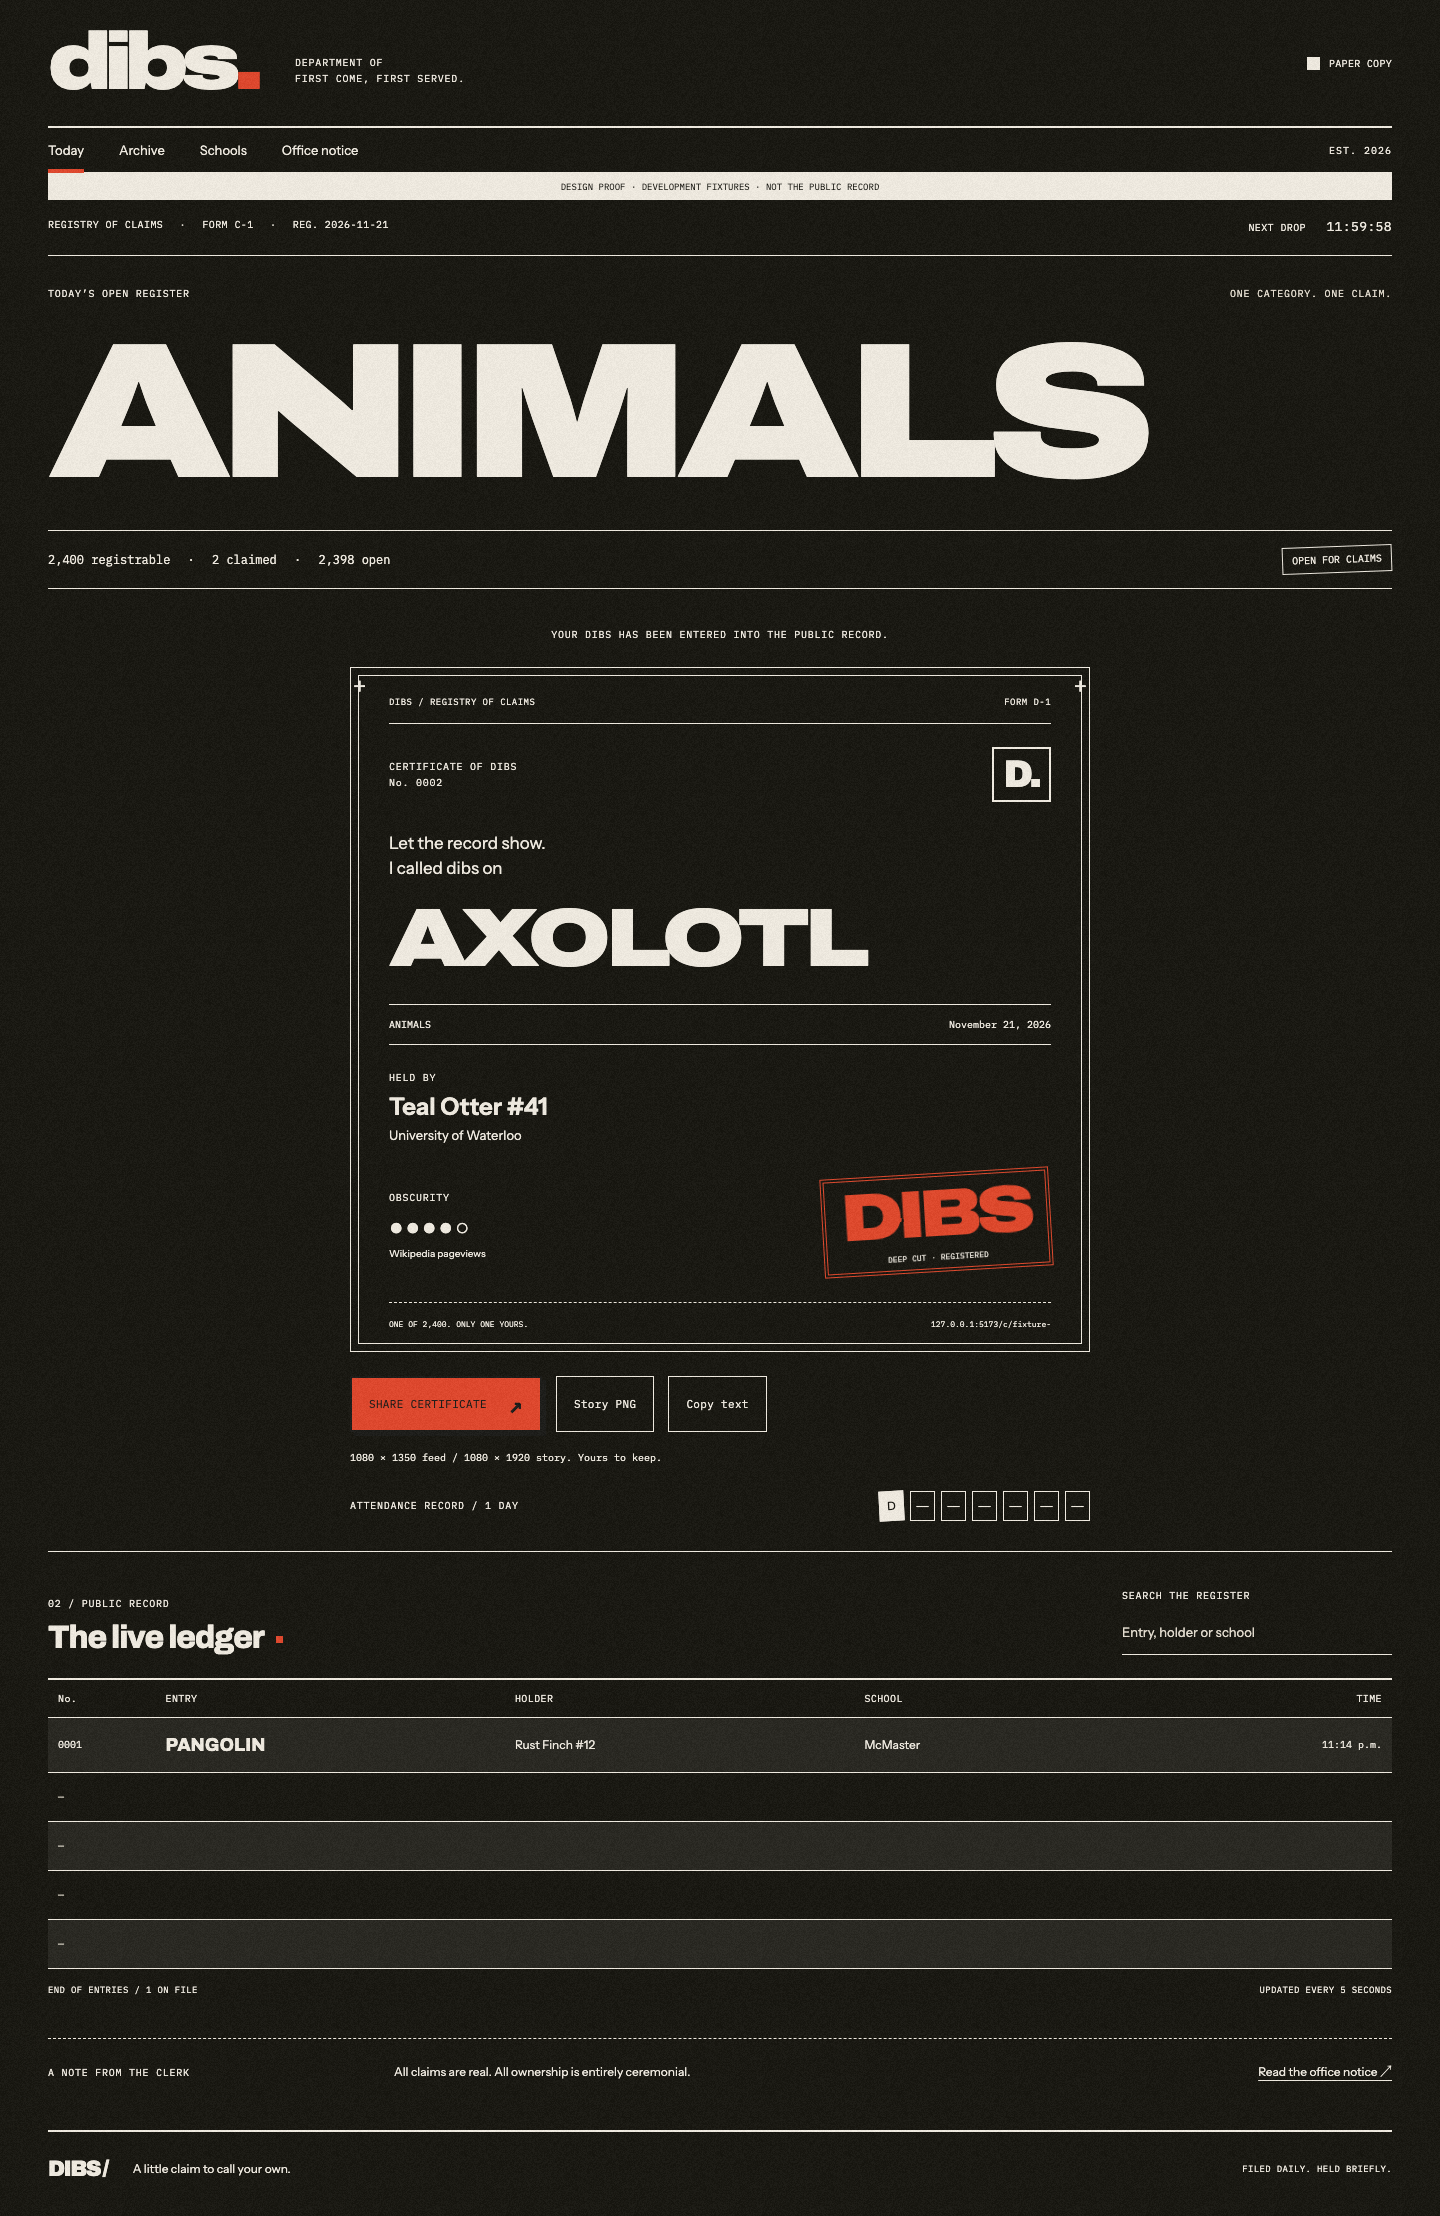 dibs.
DEPARTMENT OF
FIRST COME, FIRST SERVED.
PAPER COPY
Today Archive Schools Office notice EST. 2026
DESIGN PROOF · DEVELOPMENT FIXTURES · NOT THE PUBLIC RECORD
REGISTRY OF CLAIMS · FORM C-1 · REG. 2026-11-21 NEXT DROP 11:59:58
TODAY'S OPEN REGISTER ONE CATEGORY. ONE CLAIM.
ANIMALS
2,400 registrable · 2 claimed · 2,398 open OPEN FOR CLAIMS
YOUR DIBS HAS BEEN ENTERED INTO THE PUBLIC RECORD.
DIBS / REGISTRY OF CLAIMS FORM D-1
CERTIFICATE OF DIBS
No. 0002
D.
Let the record show.
I called dibs on
AXOLOTL
ANIMALS November 21, 2026
HELD BY
Teal Otter #41
University of Waterloo
OBSCURITY
Wikipedia pageviews
DIBS
DEEP CUT · REGISTERED
ONE OF 2,400. ONLY ONE YOURS. 127.0.0.1:5173/c/fixture-
SHARE CERTIFICATE ↗ Story PNG Copy text
1080 × 1350 feed / 1080 × 1920 story. Yours to keep.
ATTENDANCE RECORD / 1 DAY D — — — — — —
02 / PUBLIC RECORD
The live ledger
SEARCH THE REGISTER
Entry, holder or school
No. ENTRY HOLDER SCHOOL TIME
0001 PANGOLIN Rust Finch #12 McMaster 11:14 p.m.
—
—
—
—
END OF ENTRIES / 1 ON FILE UPDATED EVERY 5 SECONDS
A NOTE FROM THE CLERK All claims are real. All ownership is entirely ceremonial. Read the office notice ↗
DIBS/ A little claim to call your own. FILED DAILY. HELD BRIEFLY.